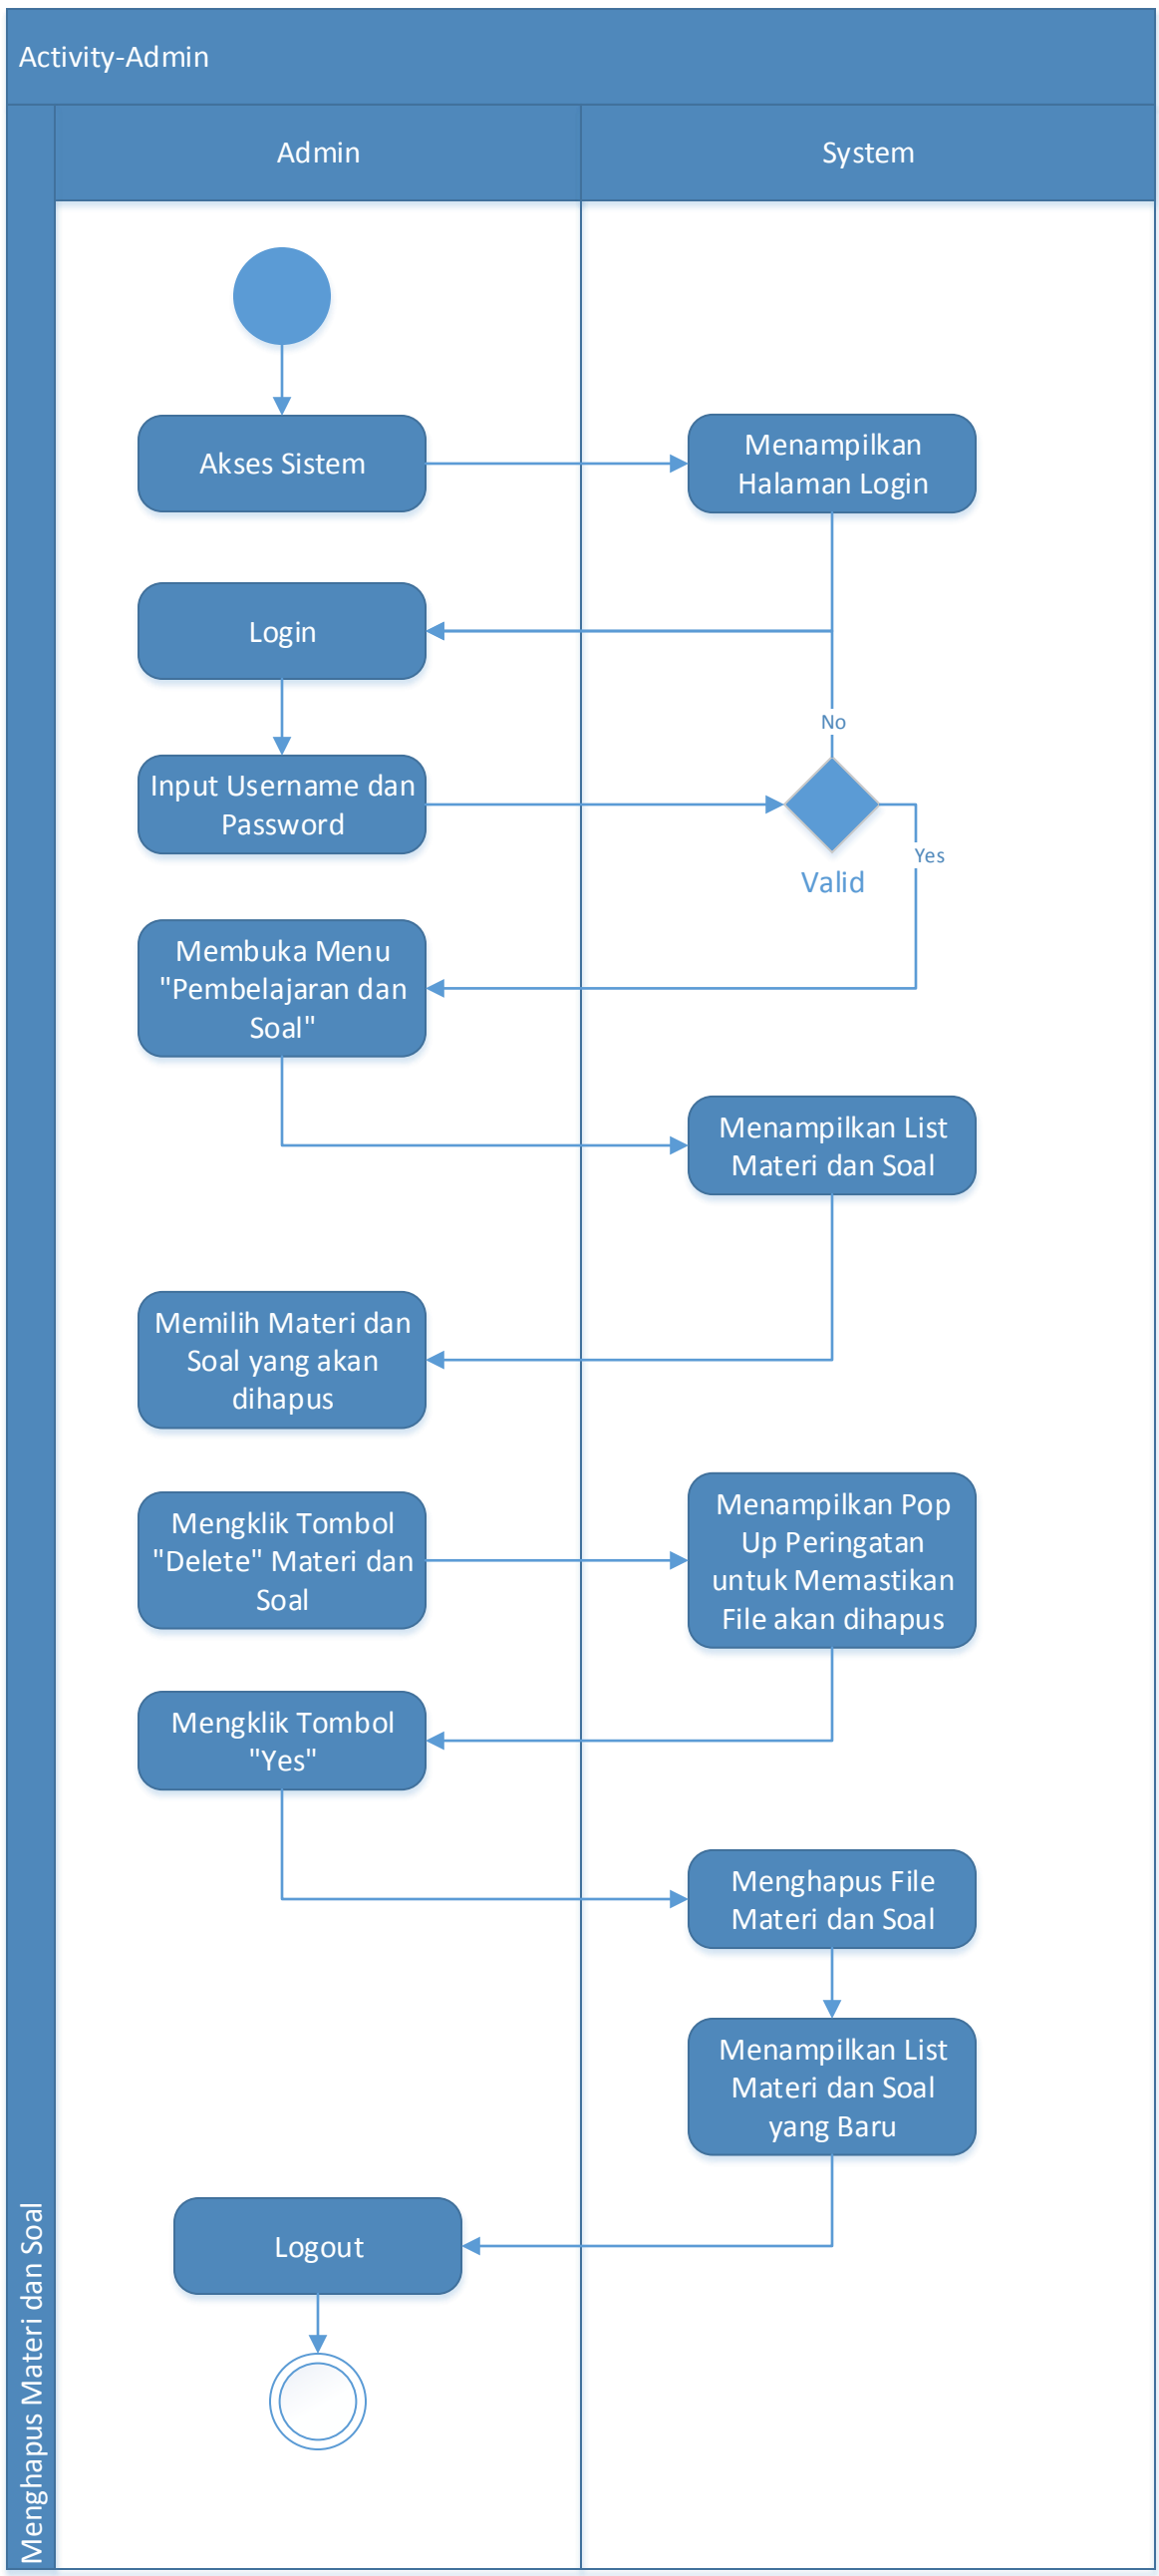 Activity-Admin
Admin
System
Akses Sistem
Menampilkan
Halaman Login
Login
No
Input Username dan
Password
Valid
Yes
Membuka Menu
"Pembelajaran dan
Soal"
Menampilkan List
Materi dan Soal
Memilih Materi dan
Soal yang akan
dihapus
Mengklik Tombol
"Delete" Materi dan
Soal
Menampilkan Pop
Up Peringatan
untuk Memastikan
File akan dihapus
Mengklik Tombol
"Yes"
Menghapus File
Materi dan Soal
Menampilkan List
Materi dan Soal
yang Baru
Logout
Menghapus Materi dan Soal